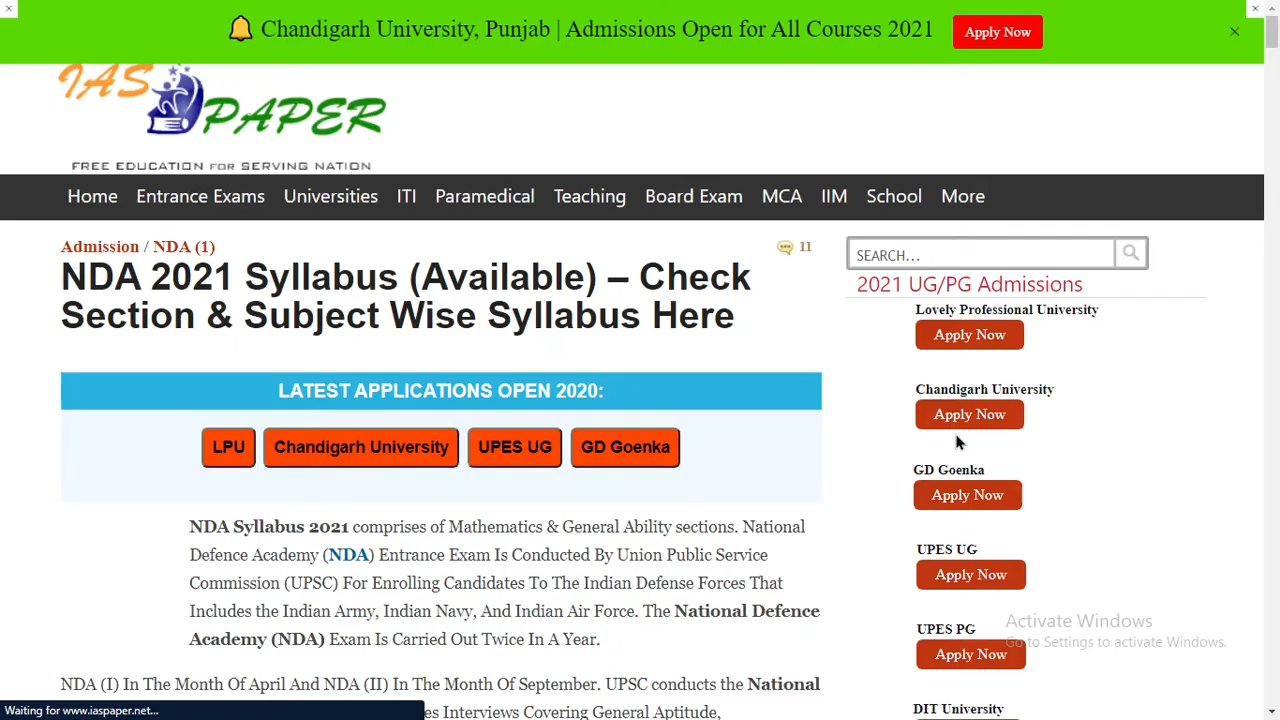 Chandigarh University, Punjab | Admissions Open for All Courses 2021
Apply Now
IAS PAPER
FREE EDUCATION FOR SERVING NATION
Home Entrance Exams Universities ITI Paramedical Teaching Board Exam MCA IIM School More
Admission / NDA (1)
11
NDA 2021 Syllabus (Available) – Check
Section & Subject Wise Syllabus Here
LATEST APPLICATIONS OPEN 2020:
LPU Chandigarh University UPES UG GD Goenka
NDA Syllabus 2021 comprises of Mathematics & General Ability sections. National
Defence Academy (NDA) Entrance Exam Is Conducted By Union Public Service
Commission (UPSC) For Enrolling Candidates To The Indian Defense Forces That
Includes the Indian Army, Indian Navy, And Indian Air Force. The National Defence
Academy (NDA) Exam Is Carried Out Twice In A Year.
NDA (I) In The Month Of April And NDA (II) In The Month Of September. UPSC conducts the National
es Interviews Covering General Aptitude,
SEARCH...
2021 UG/PG Admissions
Lovely Professional University
Apply Now
Chandigarh University
Apply Now
GD Goenka
Apply Now
UPES UG
Apply Now
UPES PG
Apply Now
DIT University
Activate Windows
Go to Settings to activate Windows.
Waiting for www.iaspaper.net...